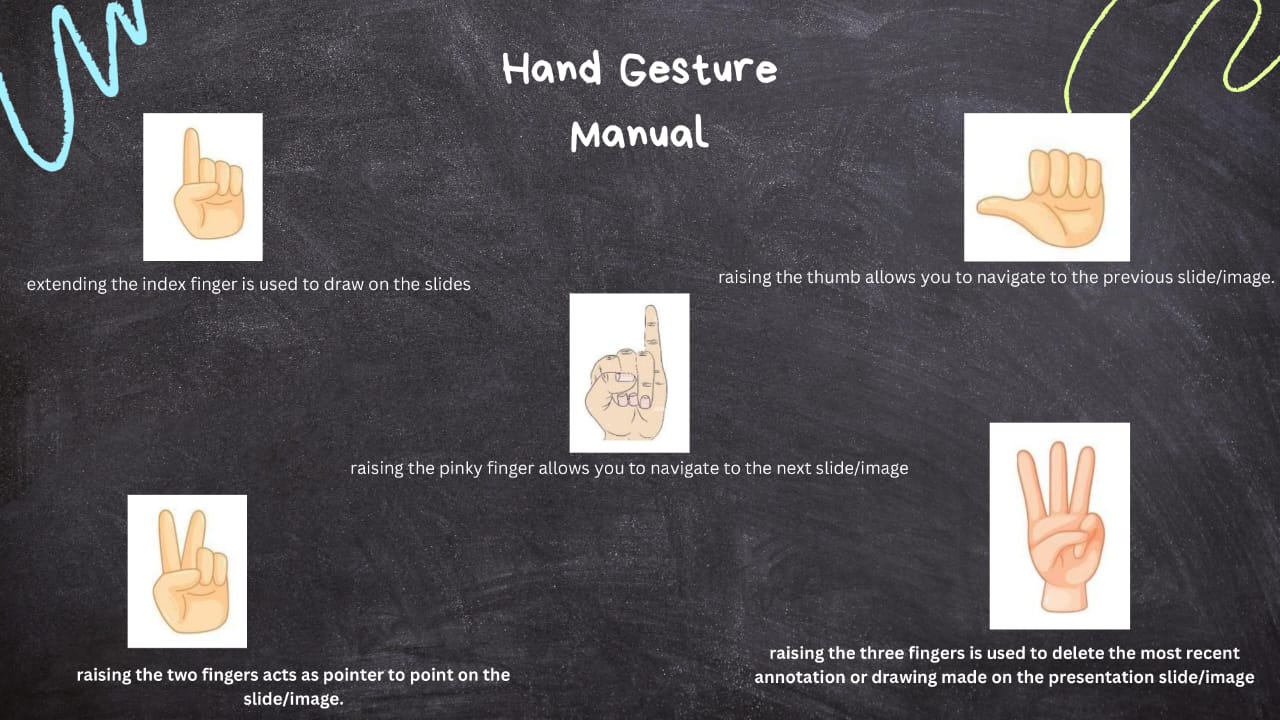 Hand Gesture
Manual
extending the index finger is used to draw on the slides
raising the thumb allows you to navigate to the previous slide/image.
raising the pinky finger allows you to navigate to the next slide/image
raising the two fingers acts as pointer to point on the
slide/image.
raising the three fingers is used to delete the most recent
annotation or drawing made on the presentation slide/image